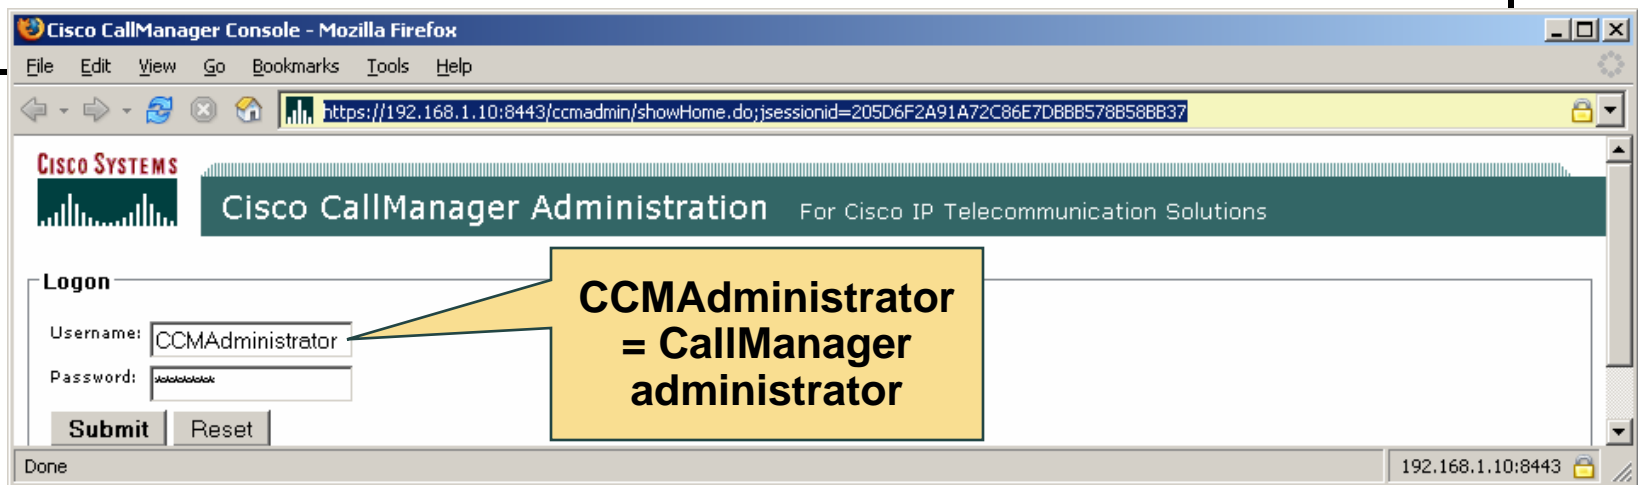 Cisco CallManager Console - Mozilla Firefox
File Edit View Go Bookmarks Tools Help
https://192.168.1.10:8443/ccmadmin/showHome.do;jsessionid=205D6F2A91A72C86E7DBBB578B58BB37
CISCO SYSTEMS
Cisco CallManager Administration For Cisco IP Telecommunication Solutions
Logon
Username: CCMAdministrator
Password: ********
Submit Reset
CCMAdministrator
= CallManager
administrator
Done 192.168.1.10:8443